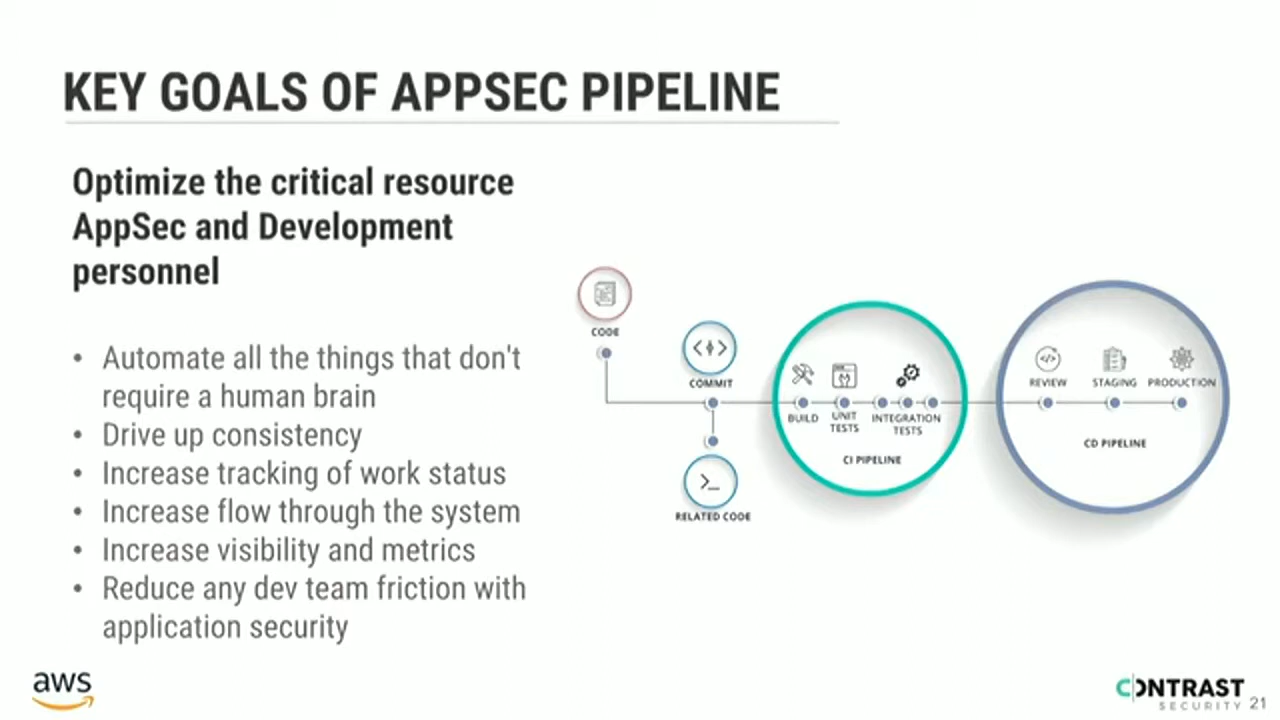 KEY GOALS OF APPSEC PIPELINE
Optimize the critical resource
AppSec and Development
personnel
• Automate all the things that don't
require a human brain
• Drive up consistency
• Increase tracking of work status
• Increase flow through the system
• Increase visibility and metrics
• Reduce any dev team friction with
application security
CODE
COMMIT
RELATED CODE
BUILD
UNIT
TESTS
INTEGRATION
TESTS
CI PIPELINE
REVIEW
STAGING
PRODUCTION
CD PIPELINE
aws
CONTRAST
SECURITY
21